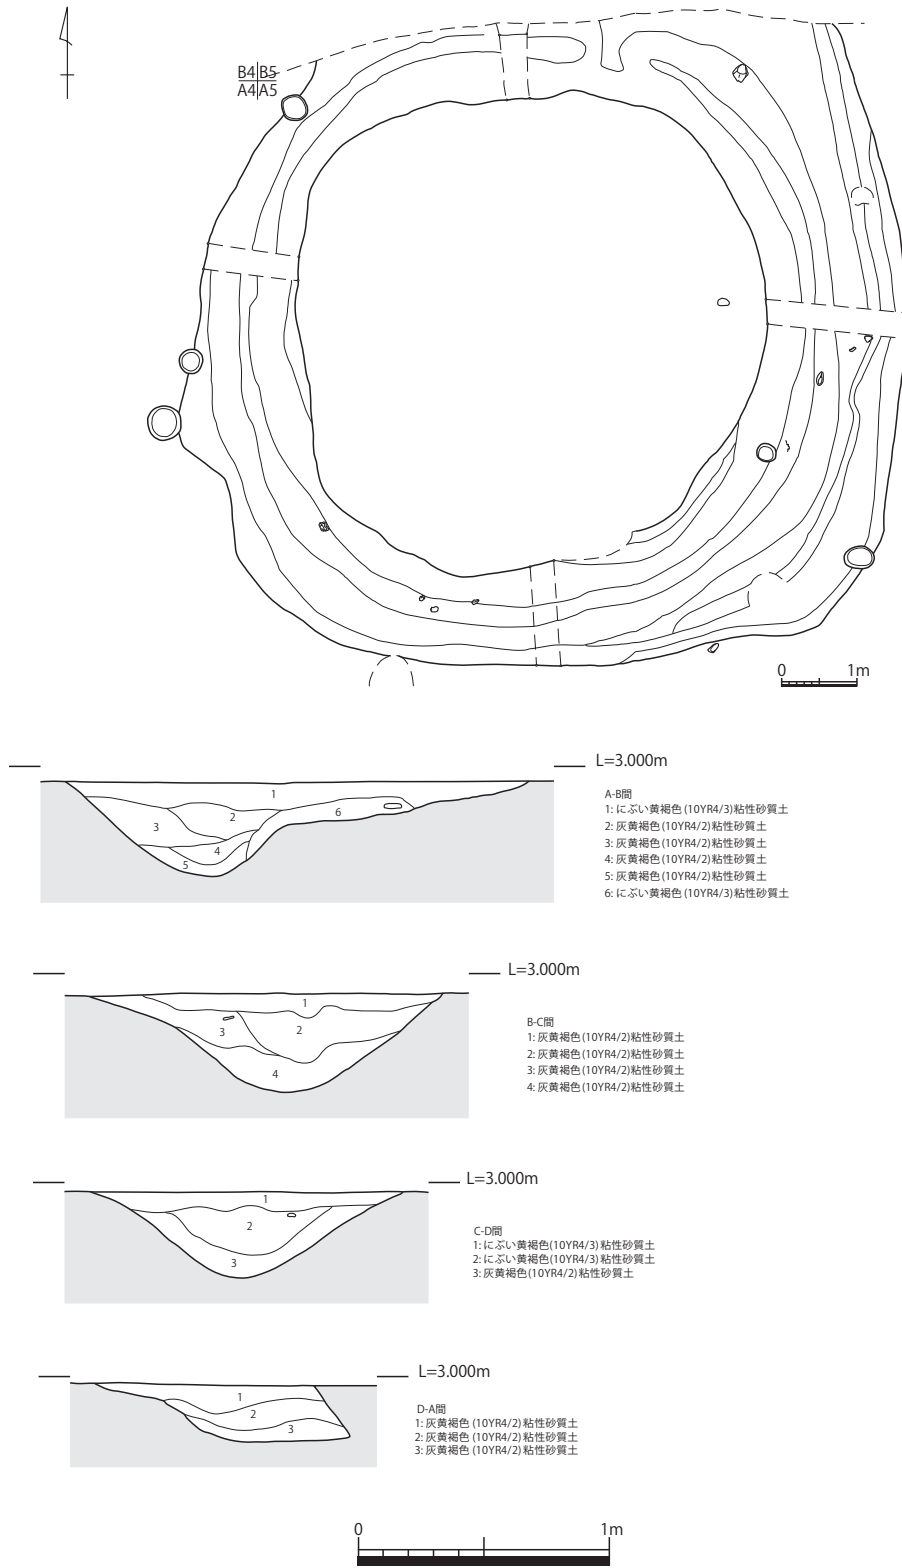 B4 B5
A4 A5
0 1m
L=3.000m
1
2
3
4
5
6
A-B間
1: にぶい黄褐色(10YR4/3)粘性砂質土
2: 灰黄褐色(10YR4/2)粘性砂質土
3: 灰黄褐色(10YR4/2)粘性砂質土
4: 灰黄褐色(10YR4/2)粘性砂質土
5: 灰黄褐色(10YR4/2)粘性砂質土
6: にぶい黄褐色(10YR4/3)粘性砂質土
L=3.000m
1
2
3
4
B-C間
1: 灰黄褐色(10YR4/2)粘性砂質土
2: 灰黄褐色(10YR4/2)粘性砂質土
3: 灰黄褐色(10YR4/2)粘性砂質土
4: 灰黄褐色(10YR4/2)粘性砂質土
L=3.000m
1
2
3
C-D間
1: にぶい黄褐色(10YR4/3)粘性砂質土
2: にぶい黄褐色(10YR4/3)粘性砂質土
3: 灰黄褐色(10YR4/2)粘性砂質土
L=3.000m
1
2
3
D-A間
1: 灰黄褐色(10YR4/2)粘性砂質土
2: 灰黄褐色(10YR4/2)粘性砂質土
3: 灰黄褐色(10YR4/2)粘性砂質土
0 1m